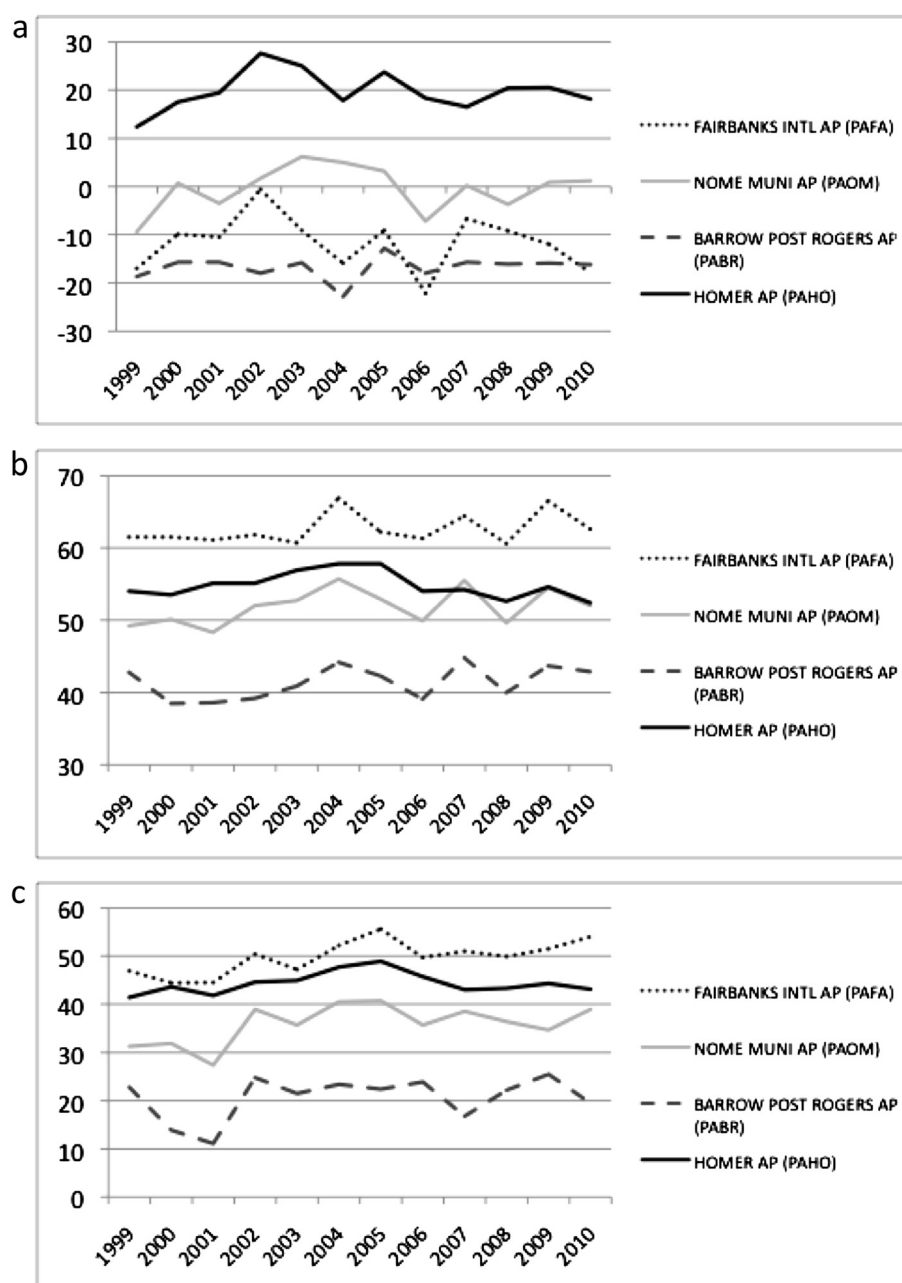 a
30
20
10
0
-10
-20
-30
1999 2000 2001 2002 2003 2004 2005 2006 2007 2008 2009 2010
FAIRBANKS INTL AP (PAFA)
NOME MUNI AP (PAOM)
BARROW POST ROGERS AP
(PABR)
HOMER AP (PAHO)
b
70
60
50
40
30
1999 2000 2001 2002 2003 2004 2005 2006 2007 2008 2009 2010
FAIRBANKS INTL AP (PAFA)
NOME MUNI AP (PAOM)
BARROW POST ROGERS AP
(PABR)
HOMER AP (PAHO)
c
60
50
40
30
20
10
0
1999 2000 2001 2002 2003 2004 2005 2006 2007 2008 2009 2010
FAIRBANKS INTL AP (PAFA)
NOME MUNI AP (PAOM)
BARROW POST ROGERS AP
(PABR)
HOMER AP (PAHO)